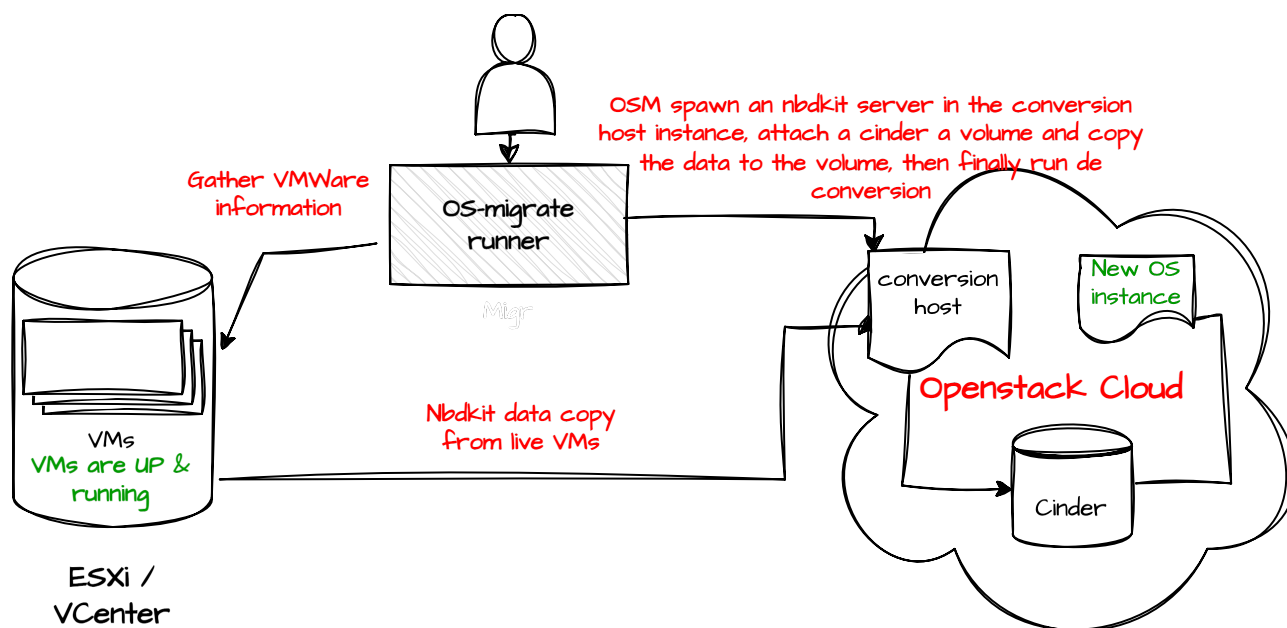 OSM spawn an nbdkit server in the conversion
host instance, attach a cinder a volume and copy
the data to the volume, then finally run de
conversion
Gather VMWare
information
OS-migrate
runner
Migr
conversion
host
New OS
instance
Openstack Cloud
Nbdkit data copy
from live VMs
VMs
VMs are UP &
running
Cinder
ESXi /
VCenter